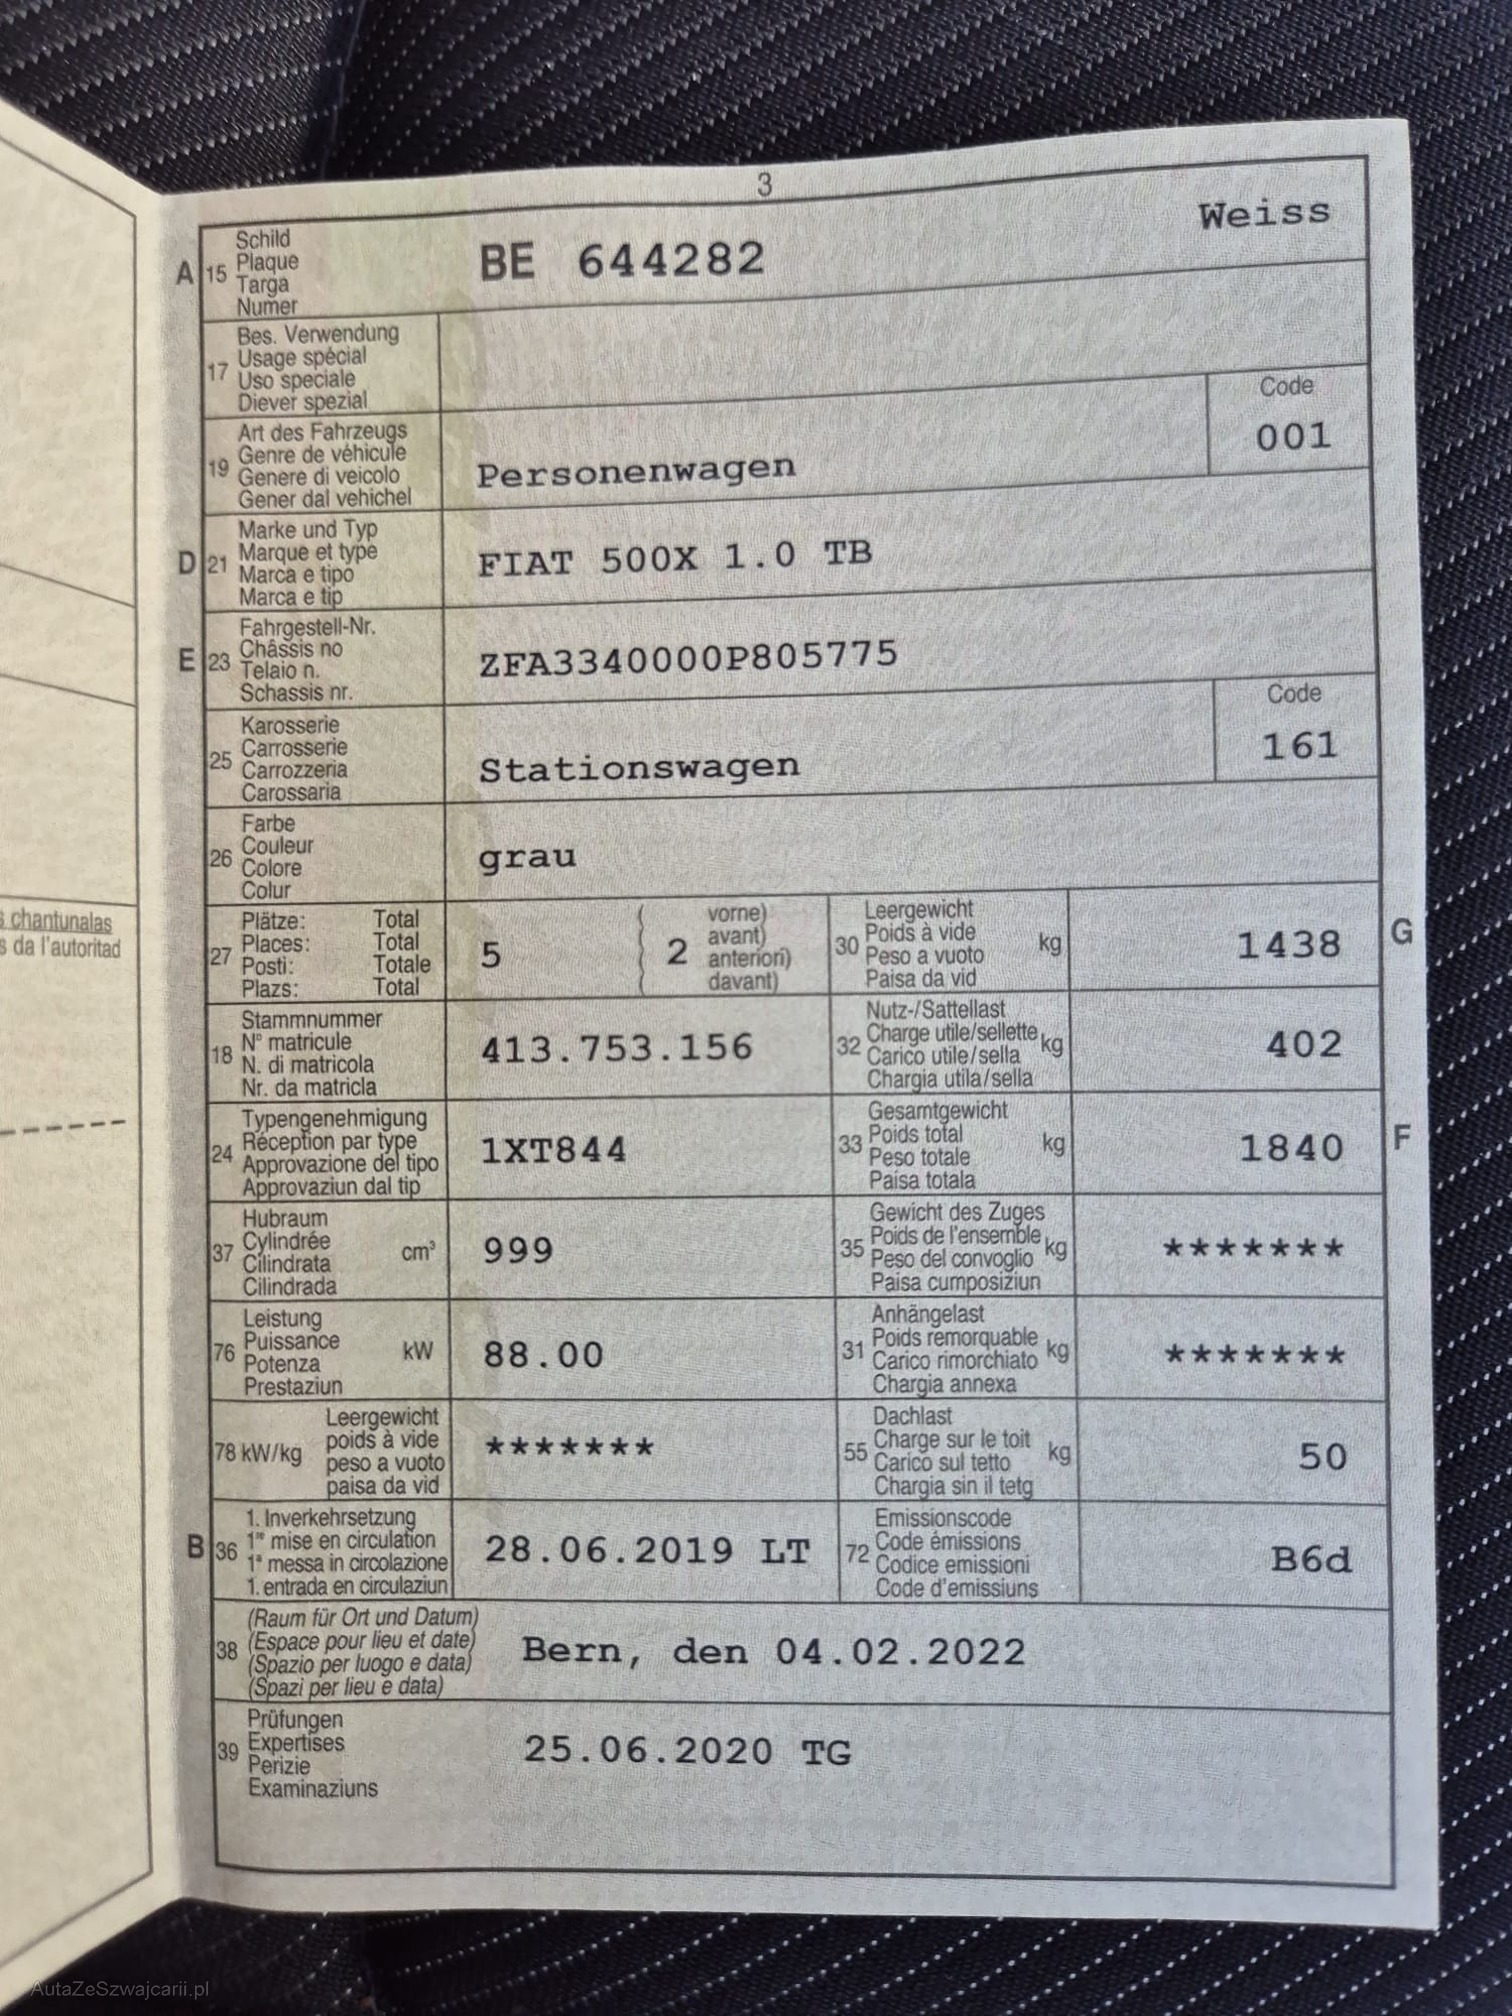 3
A 15 Schild
Plaque
Targa
Numer
BE 644282
Weiss
17 Bes. Verwendung
Usage spécial
Uso speciale
Diever spezial
19 Art des Fahrzeugs
Genre de véhicule
Genere di veicolo
Gener dal vehichel
Personenwagen
Code
001
D 21 Marke und Typ
Marque et type
Marca e tipo
Marca e tip
FIAT 500X 1.0 TB
E 23 Fahrgestell-Nr.
Châssis no
Telaio n.
Schassis nr.
ZFA3340000P805775
25 Karosserie
Carrosserie
Carrozzeria
Carossaria
Stationswagen
Code
161
26 Farbe
Couleur
Colore
Colur
grau
s chantunalas
s da l'autoritad
27 Plätze: Total
Places: Total
Posti: Totale
Plazs: Total
5
( 2 vorne)
avant)
anteriori)
davant)
30 Leergewicht
Poids à vide
Peso a vuoto
Paisa da vid
kg
1438
G
18 Stammnummer
N° matricule
N. di matricola
Nr. da matricla
413.753.156
32 Nutz-/Sattellast
Charge utile/sellette
Carico utile/sella
Chargia utila/sella
kg
402
24 Typengenehmigung
Réception par type
Approvazione del tipo
Approvaziun dal tip
1XT844
33 Gesamtgewicht
Poids total
Peso totale
Paisa totala
kg
1840
F
37 Hubraum
Cylindrée
Cilindrata
Cilindrada
cm³
999
35 Gewicht des Zuges
Poids de l'ensemble
Peso del convoglio
Paisa cumposiziun
kg
*******
76 Leistung
Puissance
Potenza
Prestaziun
kW
88.00
31 Anhängelast
Poids remorquable
Carico rimorchiato
Chargia annexa
kg
*******
78 kW/kg
Leergewicht
poids à vide
peso a vuoto
paisa da vid
*******
55 Dachlast
Charge sur le toit
Carico sul tetto
Chargia sin il tetg
kg
50
B 36 1. Inverkehrsetzung
1re mise en circulation
1a messa in circolazione
1. entrada en circulaziun
28.06.2019 LT
72 Emissionscode
Code émissions
Codice emissioni
Code d'emissiuns
B6d
38 (Raum für Ort und Datum)
(Espace pour lieu et date)
(Spazio per luogo e data)
(Spazi per lieu e data)
Bern, den 04.02.2022
39 Prüfungen
Expertises
Perizie
Examinaziuns
25.06.2020 TG
AutaZeSzwajcarii.pl